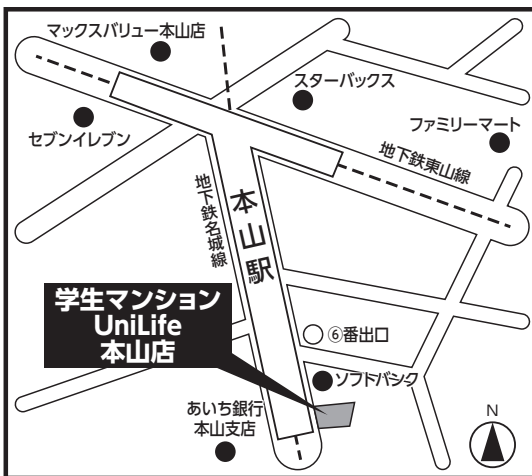 マックスバリュー本山店
スターバックス
セブンイレブン
ファミリーマート
地下鉄東山線
地下鉄名城線
本山駅
学生マンション
UniLife
本山店
⑥番出口
ソフトバンク
あいち銀行
本山支店
N